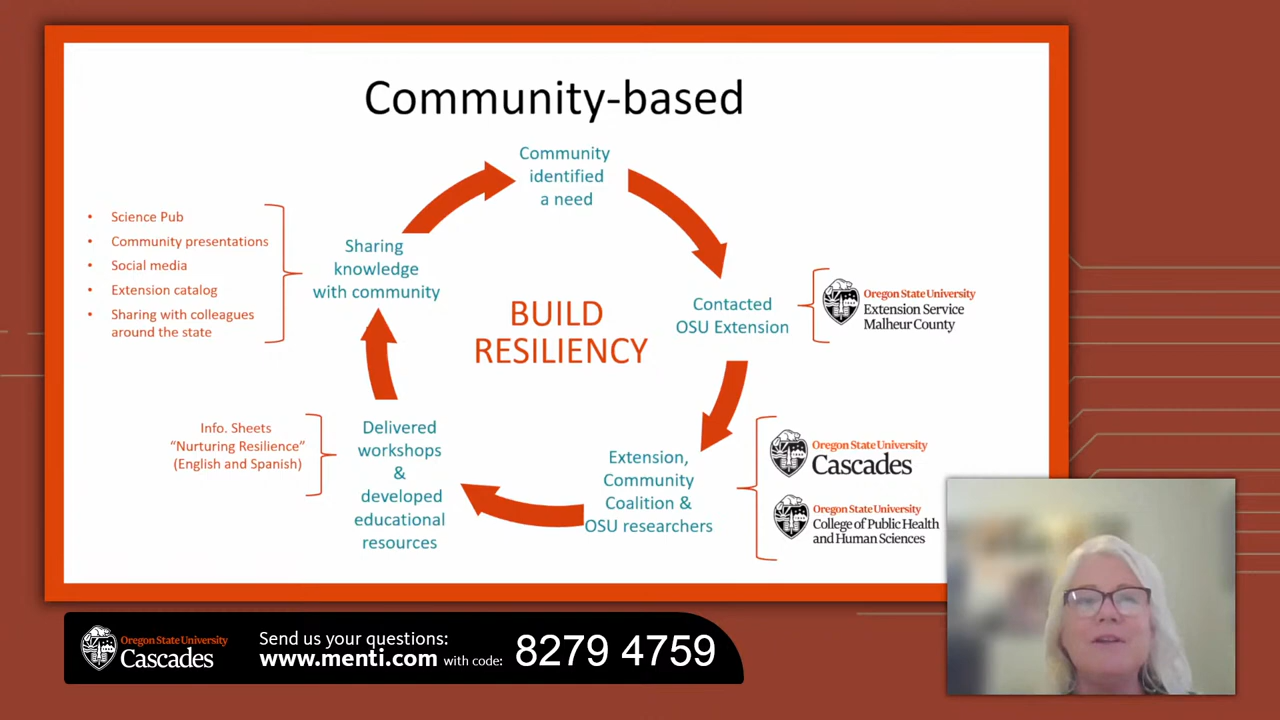 Community-based
Community
identified
a need
Contacted
OSU Extension
Oregon State University
Extension Service
Malheur County
Extension,
Community
Coalition &
OSU researchers
Oregon State University
Cascades
Oregon State University
College of Public Health
and Human Sciences
Delivered
workshops
&
developed
educational
resources
Info. Sheets
“Nurturing Resilience”
(English and Spanish)
Sharing
knowledge
with community
• Science Pub
• Community presentations
• Social media
• Extension catalog
• Sharing with colleagues
around the state
BUILD
RESILIENCY
Oregon State University
Cascades
Send us your questions:
www.menti.com with code: 8279 4759